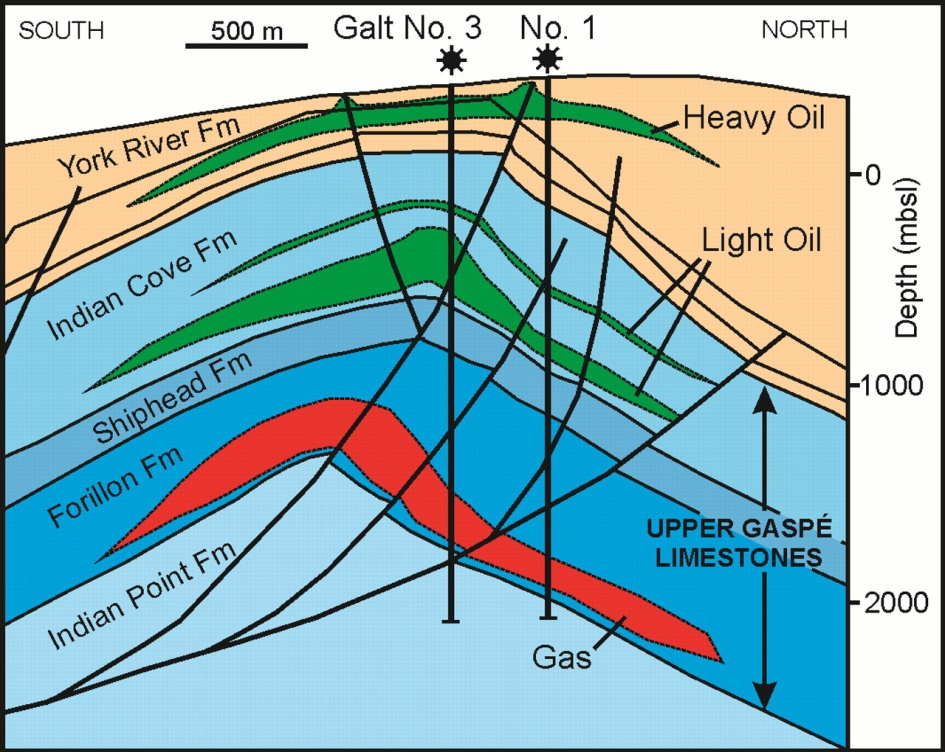 SOUTH
500 m
Galt No. 3
No. 1
NORTH
York River Fm
Heavy Oil
0
Indian Cove Fm
Light Oil
Depth (mbsl)
Shiphead Fm
1000
Forillon Fm
UPPER GASPÉ
LIMESTONES
Indian Point Fm
2000
Gas